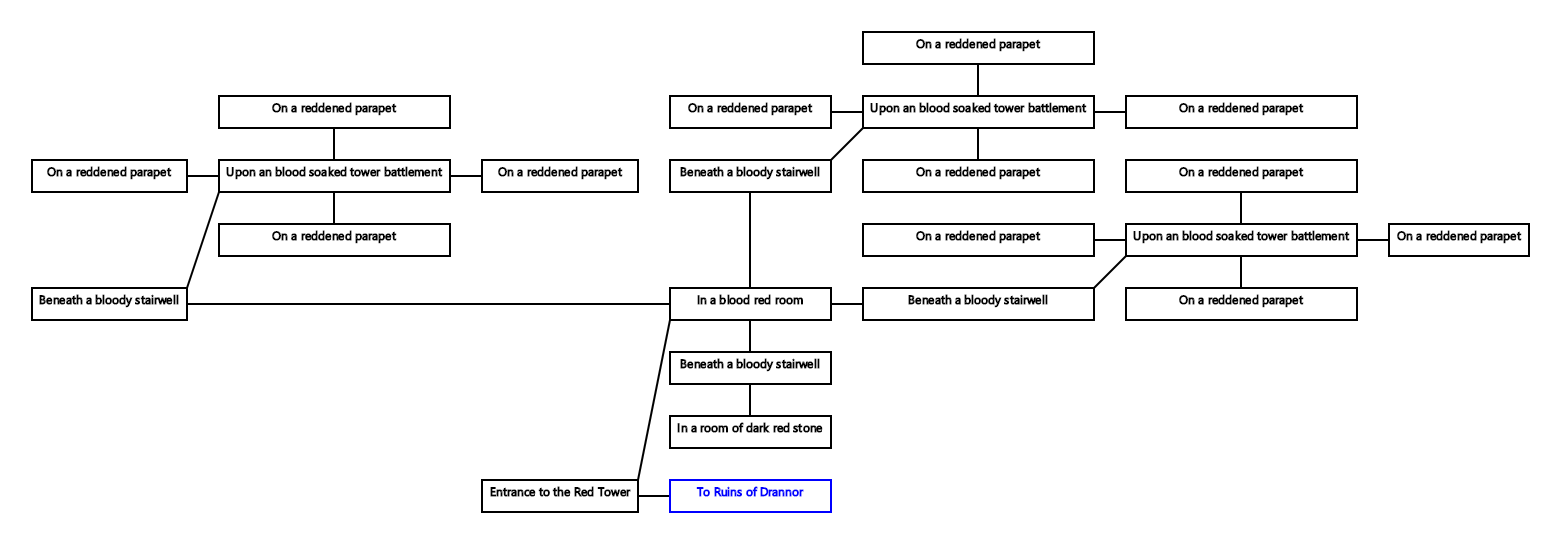 On a reddened parapet
On a reddened parapet
On a reddened parapet
Upon an blood soaked tower battlement
On a reddened parapet
On a reddened parapet
Upon an blood soaked tower battlement
On a reddened parapet
Beneath a bloody stairwell
On a reddened parapet
On a reddened parapet
On a reddened parapet
On a reddened parapet
Upon an blood soaked tower battlement
On a reddened parapet
Beneath a bloody stairwell
In a blood red room
Beneath a bloody stairwell
On a reddened parapet
Beneath a bloody stairwell
In a room of dark red stone
Entrance to the Red Tower
To Ruins of Drannor